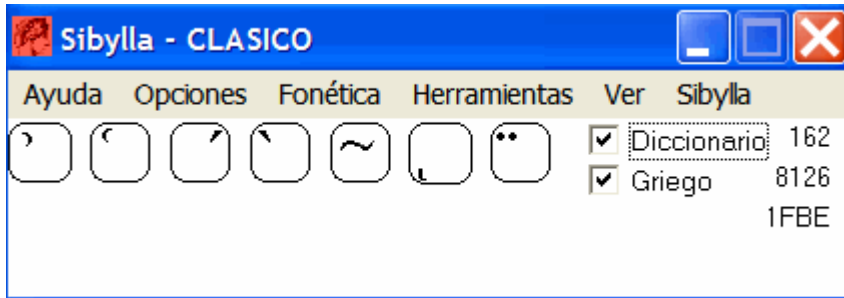 Sibylla - CLASICO
Ayuda Opciones Fonética Herramientas Ver Sibylla
Diccionario 162
Griego 8126
1FBE